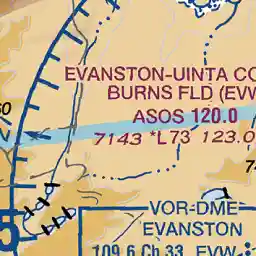 EVANSTON-UINTA CO
BURNS FLD (EVW
ASOS 120.0
7143 *L73 123.0
VOR-DME
EVANSTON
109.6 Ch 33 EVW